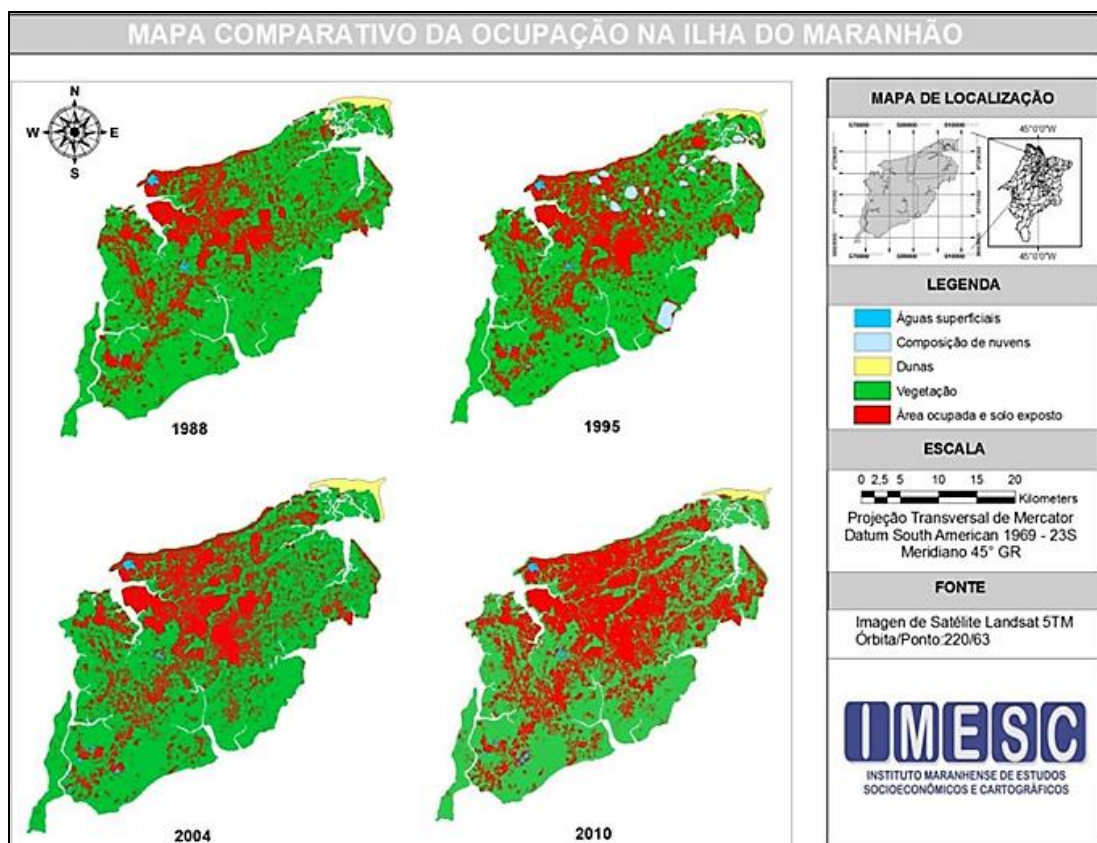 MAPA COMPARATIVO DA OCUPAÇÃO NA ILHA DO MARANHÃO
N
W
E
S
1988
1995
2004
2010
MAPA DE LOCALIZAÇÃO
45°0'0"W
45°0'0"W
LEGENDA
Águas superficiais
Composição de nuvens
Dunas
Vegetação
Área ocupada e solo exposto
ESCALA
0 2,5 5 10 15 20
Kilometers
Projeção Transversal de Mercator
Datum South American 1969 - 23S
Meridiano 45° GR
FONTE
Imagen de Satélite Landsat 5TM
Órbita/Ponto:220/63
IMESC
INSTITUTO MARANHENSE DE ESTUDOS
SOCIOECONÔMICOS E CARTOGRÁFICOS